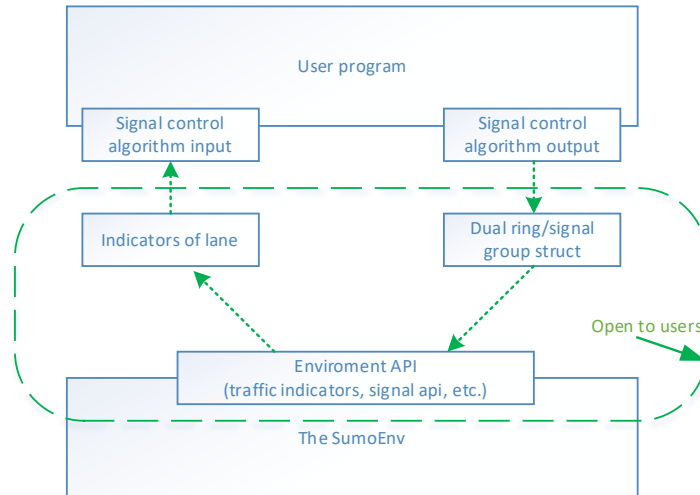 User program
Signal control
algorithm input
Signal control
algorithm output
Indicators of lane
Dual ring/signal
group struct
Open to users
Enviroment API
(traffic indicators, signal api, etc.)
The SumoEnv